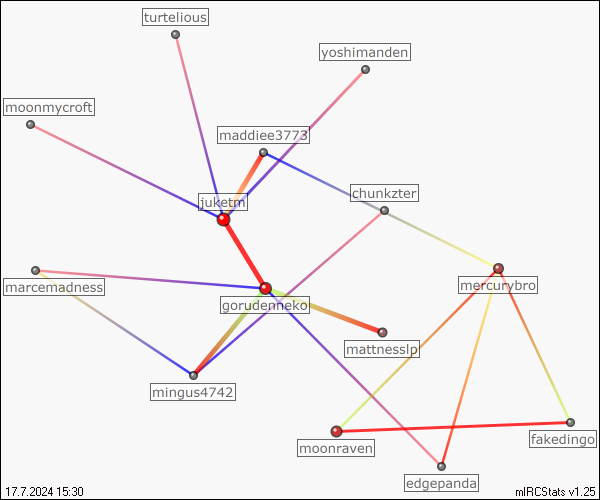 turtelious
yoshimanden
moonmycroft
maddiee3773
chunkzter
juketm
marcemadness
mercurybro
gorudenneko
mattnesslp
mingus4742
moonraven
fakedingo
edgepanda
17.7.2024 15:30
mIRCStats v1.25